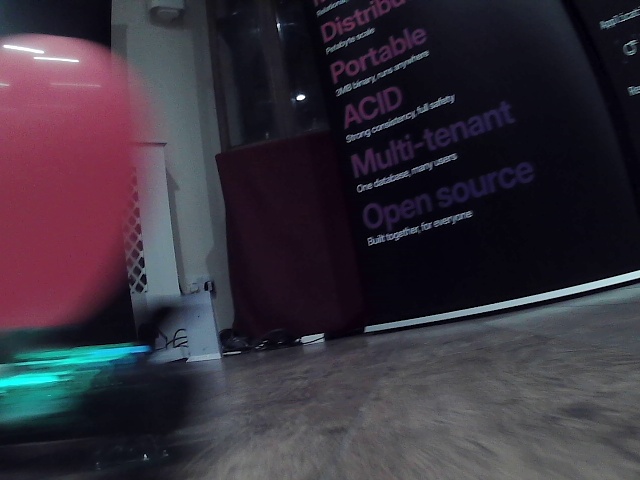 Distribu
Petabyte scale
Portable
3MB binary, runs anywhere
ACID
Strong consistency, full safety
Multi-tenant
One database, many users
Open source
Built together, for everyone